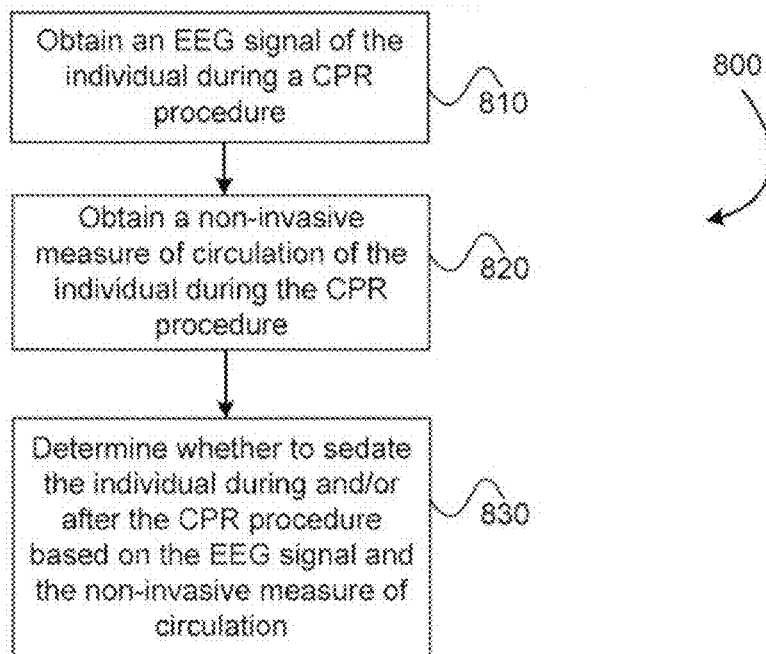 Obtain an EEG signal of the
individual during a CPR
procedure
810
800
Obtain a non-invasive
measure of circulation of the
individual during the CPR
procedure
820
Determine whether to sedate
the individual during and/or
after the CPR procedure
based on the EEG signal and
the non-invasive measure of
circulation
830